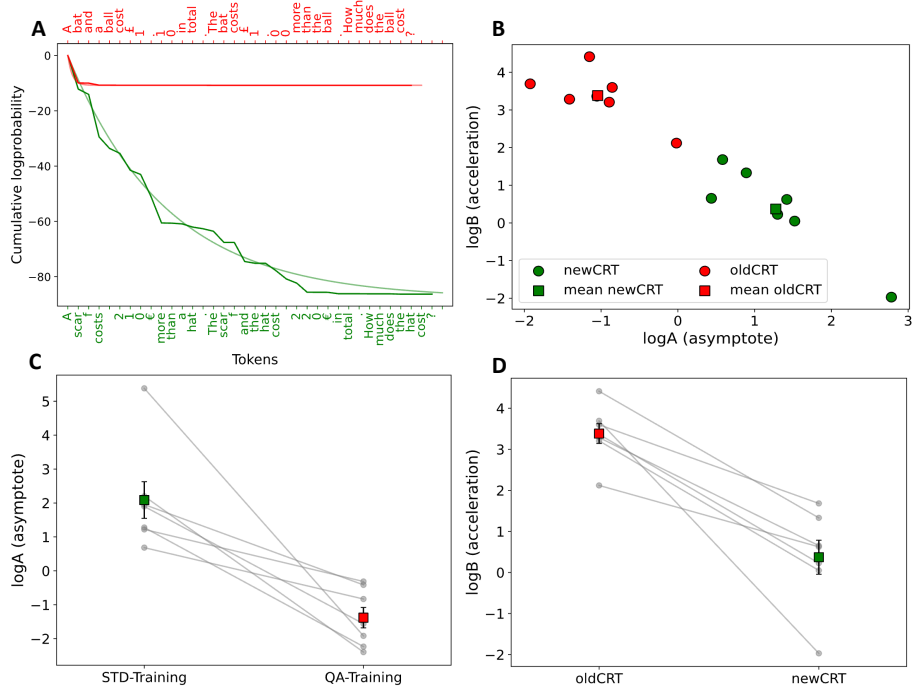 A
A bat and a ball cost £ 1 . 1 0 in total . The bat costs £ 1 . 0 0 more than the ball . How much does the ball cost ?
0
−20
−40
−60
−80
Cumulative logprobability
A scar f costs 2 1 0 € more than a hat . The scar f and the hat cost 2 2 0 € in total . How much does the hat cost ?
Tokens
B
4
3
2
1
0
−1
−2
logB (acceleration)
newCRT
mean newCRT
oldCRT
mean oldCRT
−2 −1 0 1 2 3
logA (asymptote)
C
5
4
3
2
1
0
−1
−2
logA (asymptote)
STD-Training
QA-Training
D
4
3
2
1
0
−1
−2
logB (acceleration)
oldCRT
newCRT